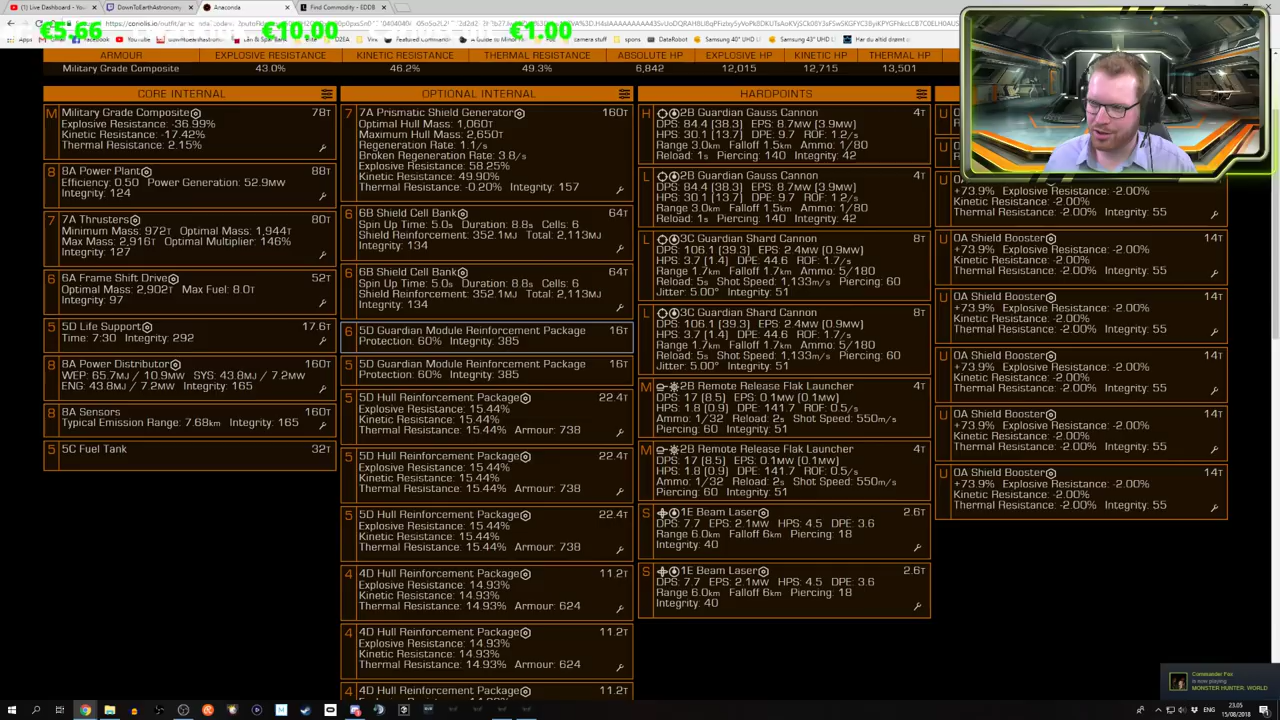 Live Dashboard - You
DownToEarthAstronomy
Anaconda
Find Commodity - EDDB
€5.66
€10.00
€1.00
Facebook
YouTube
D2EA
camera stuff
spons
DataRobot
Samsung 40" UHD
Samsung 43" UHD
ARMOUR
EXPLOSIVE RESISTANCE
KINETIC RESISTANCE
THERMAL RESISTANCE
ABSOLUTE HP
EXPLOSIVE HP
KINETIC HP
THERMAL HP
Military Grade Composite
43.0%
46.2%
49.3%
6,842
12,015
12,715
13,501
CORE INTERNAL
M Military Grade Composite 78T
Explosive Resistance: -36.99%
Kinetic Resistance: -17.42%
Thermal Resistance: 2.15%
8 8A Power Plant 88T
Efficiency: 0.50 Power Generation: 52.9MW
Integrity: 124
7 7A Thrusters 80T
Minimum Mass: 972T Optimal Mass: 1,944T
Max Mass: 2,916T Optimal Multiplier: 146%
Integrity: 127
6 6A Frame Shift Drive 52T
Optimal Mass: 2,902T Max Fuel: 8.0T
Integrity: 97
5 5D Life Support 17.6T
Time: 7:30 Integrity: 292
8 8A Power Distributor 160T
WEP: 65.7MJ / 10.9MW SYS: 43.8MJ / 7.2MW
ENG: 43.8MJ / 7.2MW Integrity: 165
8 8A Sensors 160T
Typical Emission Range: 7.68km Integrity: 165
5 5C Fuel Tank 32T
OPTIONAL INTERNAL
7 7A Prismatic Shield Generator 160T
Optimal Hull Mass: 1,060T
Maximum Hull Mass: 2,650T
Regeneration Rate: 1.1/s
Broken Regeneration Rate: 3.8/s
Explosive Resistance: 58.25%
Kinetic Resistance: 49.90%
Thermal Resistance: -0.20% Integrity: 157
6 6B Shield Cell Bank 64T
Spin Up Time: 5.0s Duration: 8.8s Cells: 6
Shield Reinforcement: 352.1MJ Total: 2,113MJ
Integrity: 134
6 6B Shield Cell Bank 64T
Spin Up Time: 5.0s Duration: 8.8s Cells: 6
Shield Reinforcement: 352.1MJ Total: 2,113MJ
Integrity: 134
6 5D Guardian Module Reinforcement Package 16T
Protection: 60% Integrity: 385
5 5D Guardian Module Reinforcement Package 16T
Protection: 60% Integrity: 385
5 5D Hull Reinforcement Package 22.4T
Explosive Resistance: 15.44%
Kinetic Resistance: 15.44%
Thermal Resistance: 15.44% Armour: 738
5 5D Hull Reinforcement Package 22.4T
Explosive Resistance: 15.44%
Kinetic Resistance: 15.44%
Thermal Resistance: 15.44% Armour: 738
5 5D Hull Reinforcement Package 22.4T
Explosive Resistance: 15.44%
Kinetic Resistance: 15.44%
Thermal Resistance: 15.44% Armour: 738
4 4D Hull Reinforcement Package 11.2T
Explosive Resistance: 14.93%
Kinetic Resistance: 14.93%
Thermal Resistance: 14.93% Armour: 624
4 4D Hull Reinforcement Package 11.2T
Explosive Resistance: 14.93%
Kinetic Resistance: 14.93%
Thermal Resistance: 14.93% Armour: 624
4 4D Hull Reinforcement Package 11.2T
HARDPOINTS
H 2B Guardian Gauss Cannon 4T
DPS: 84.4 [38.3] EPS: 8.7MW [3.9MW]
HPS: 30.1 [13.7] DPE: 9.7 ROF: 1.2/s
Range 3.0km Falloff 1.5km Ammo: 1/80
Reload: 1s Piercing: 140 Integrity: 42
L 2B Guardian Gauss Cannon 4T
DPS: 84.4 [38.3] EPS: 8.7MW [3.9MW]
HPS: 30.1 [13.7] DPE: 9.7 ROF: 1.2/s
Range 3.0km Falloff 1.5km Ammo: 1/80
Reload: 1s Piercing: 140 Integrity: 42
L 3C Guardian Shard Cannon 8T
DPS: 106.1 [39.3] EPS: 2.4MW [0.9MW]
HPS: 3.7 [1.4] DPE: 44.6 ROF: 1.7/s
Range 1.7km Falloff 1.7km Ammo: 5/180
Reload: 5s Shot Speed: 1,133m/s Piercing: 60
Jitter: 5.00° Integrity: 51
L 3C Guardian Shard Cannon 8T
DPS: 106.1 [39.3] EPS: 2.4MW [0.9MW]
HPS: 3.7 [1.4] DPE: 44.6 ROF: 1.7/s
Range 1.7km Falloff 1.7km Ammo: 5/180
Reload: 5s Shot Speed: 1,133m/s Piercing: 60
Jitter: 5.00° Integrity: 51
M 2B Remote Release Flak Launcher 4T
DPS: 17 [8.5] EPS: 0.1MW [0.1MW]
HPS: 1.8 [0.9] DPE: 141.7 ROF: 0.5/s
Ammo: 1/32 Reload: 2s Shot Speed: 550m/s
Piercing: 60 Integrity: 51
M 2B Remote Release Flak Launcher 4T
DPS: 17 [8.5] EPS: 0.1MW [0.1MW]
HPS: 1.8 [0.9] DPE: 141.7 ROF: 0.5/s
Ammo: 1/32 Reload: 2s Shot Speed: 550m/s
Piercing: 60 Integrity: 51
S 1E Beam Laser 2.6T
DPS: 7.7 EPS: 2.1MW HPS: 4.5 DPE: 3.6
Range 6.0km Falloff 6km Piercing: 18
Integrity: 40
S 1E Beam Laser 2.6T
DPS: 7.7 EPS: 2.1MW HPS: 4.5 DPE: 3.6
Range 6.0km Falloff 6km Piercing: 18
Integrity: 40
U
U
U
+73.9% Explosive Resistance: -2.00%
Kinetic Resistance: -2.00%
Thermal Resistance: -2.00% Integrity: 55
U 0A Shield Booster 14T
+73.9% Explosive Resistance: -2.00%
Kinetic Resistance: -2.00%
Thermal Resistance: -2.00% Integrity: 55
U 0A Shield Booster 14T
+73.9% Explosive Resistance: -2.00%
Kinetic Resistance: -2.00%
Thermal Resistance: -2.00% Integrity: 55
U 0A Shield Booster 14T
+73.9% Explosive Resistance: -2.00%
Kinetic Resistance: -2.00%
Thermal Resistance: -2.00% Integrity: 55
U 0A Shield Booster 14T
+73.9% Explosive Resistance: -2.00%
Kinetic Resistance: -2.00%
Thermal Resistance: -2.00% Integrity: 55
U 0A Shield Booster 14T
+73.9% Explosive Resistance: -2.00%
Kinetic Resistance: -2.00%
Thermal Resistance: -2.00% Integrity: 55
Commander Fox
is now playing
MONSTER HUNTER: WORLD
ENG
23.05
15/08/2018